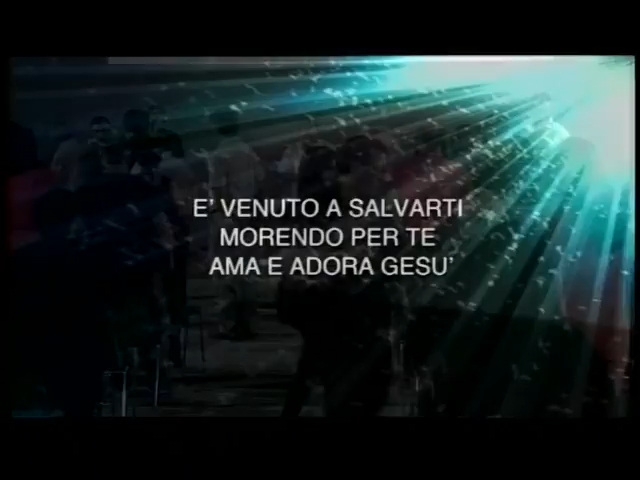 E' VENUTO A SALVARTI
MORENDO PER TE
AMA E ADORA GESU'